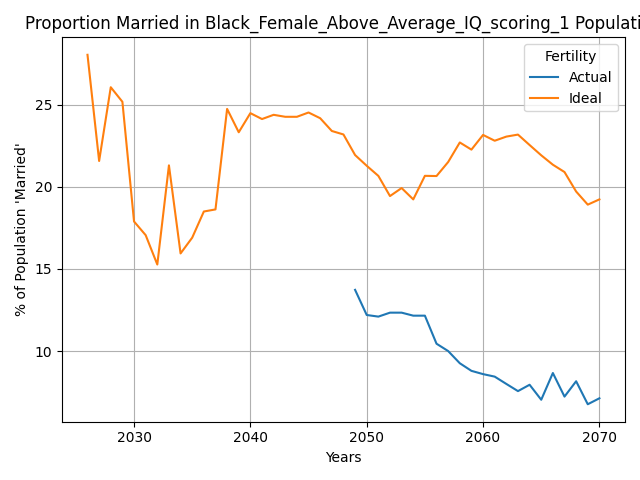 Proportion Married in Black_Female_Above_Average_IQ_scoring_1 Populati
Fertility
Actual
Ideal
% of Population 'Married'
25
20
15
10
2030 2040 2050 2060 2070
Years